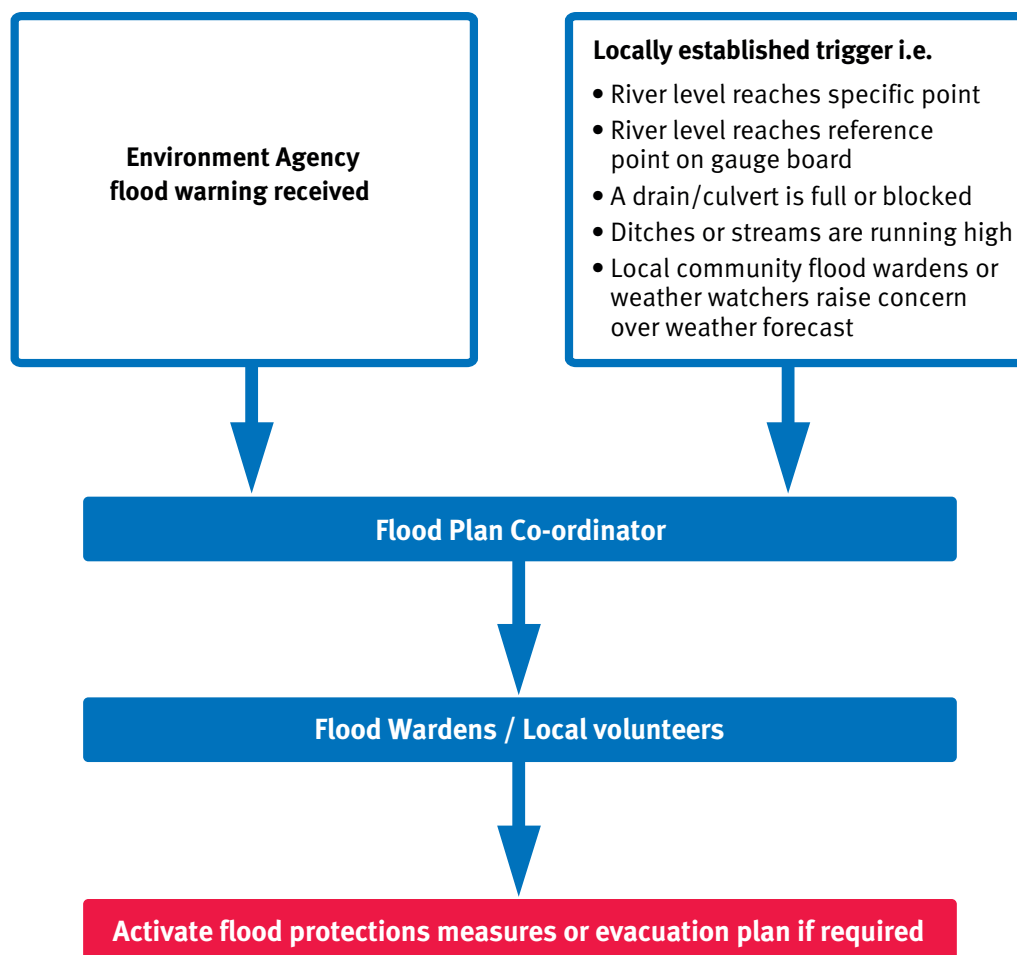 Environment Agency
flood warning received
Locally established trigger i.e.
• River level reaches specific point
• River level reaches reference
point on gauge board
• A drain/culvert is full or blocked
• Ditches or streams are running high
• Local community flood wardens or
weather watchers raise concern
over weather forecast
Flood Plan Co-ordinator
Flood Wardens / Local volunteers
Activate flood protections measures or evacuation plan if required